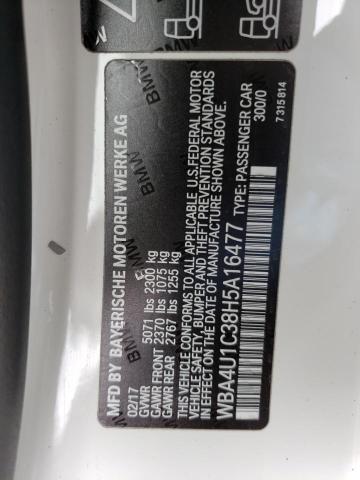 MFD BY BAYERISCHE MOTOREN WERKE AG
02/17
GVWR 5071 lbs 2300 kg
GAWR FRONT 2370 lbs 1075 kg
GAWR REAR 2767 lbs 1255 kg
THIS VEHICLE CONFORMS TO ALL APPLICABLE U.S. FEDERAL MOTOR
VEHICLE SAFETY, BUMPER AND THEFT PREVENTION STANDARDS
IN EFFECT ON THE DATE OF MANUFACTURE SHOWN ABOVE.
WBA4U1C38H5A16477 TYPE: PASSENGER CAR
300/0
7 315 814
BMW
BMW
BMW
BMW